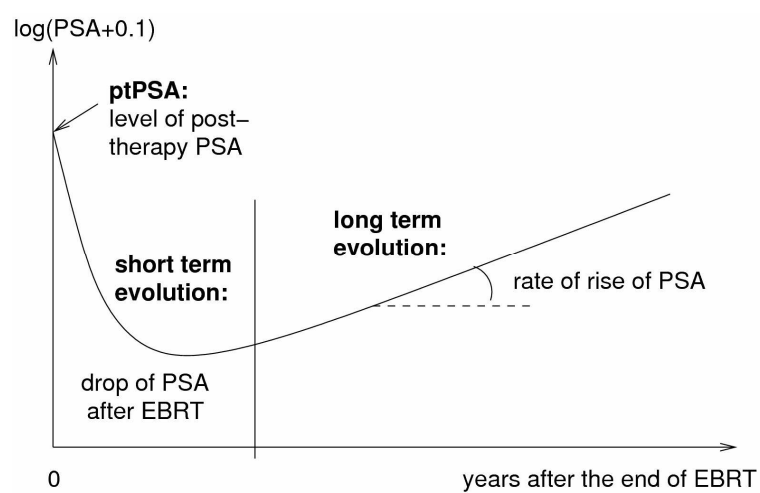 log(PSA+0.1)
ptPSA:
level of post−
therapy PSA
long term
evolution:
short term
evolution:
rate of rise of PSA
drop of PSA
after EBRT
0
years after the end of EBRT